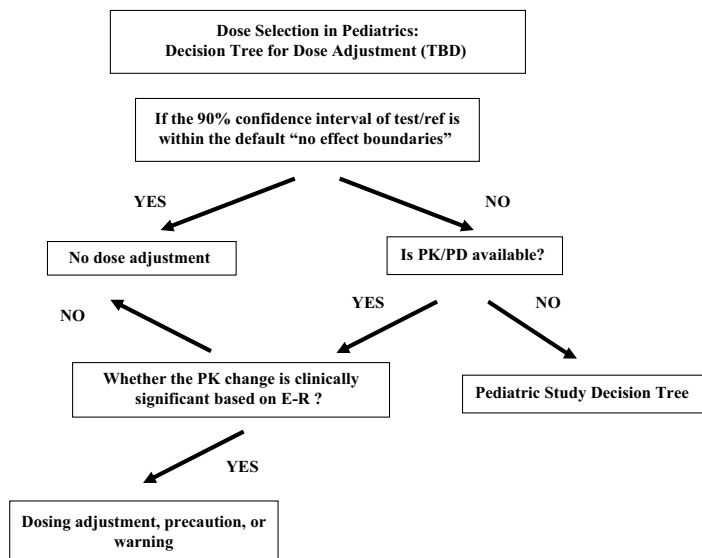 Dose Selection in Pediatrics:
Decision Tree for Dose Adjustment (TBD)
If the 90% confidence interval of test/ref is
within the default “no effect boundaries”
YES
NO
No dose adjustment
Is PK/PD available?
NO
YES
NO
Whether the PK change is clinically
significant based on E-R ?
Pediatric Study Decision Tree
YES
Dosing adjustment, precaution, or
warning